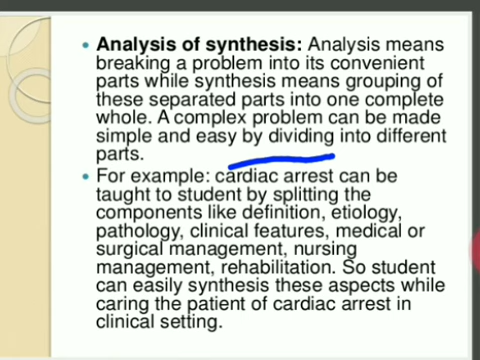 Analysis of synthesis: Analysis means
breaking a problem into its convenient
parts while synthesis means grouping of
these separated parts into one complete
whole. A complex problem can be made
simple and easy by dividing into different
parts.
For example: cardiac arrest can be
taught to student by splitting the
components like definition, etiology,
pathology, clinical features, medical or
surgical management, nursing
management, rehabilitation. So student
can easily synthesis these aspects while
caring the patient of cardiac arrest in
clinical setting.